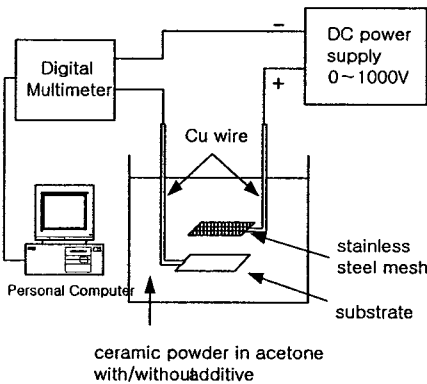 DC power
supply
0~1000V
−
+
Digital
Multimeter
Cu wire
stainless
steel mesh
Personal Computer
substrate
ceramic powder in acetone
with/withoutadditive